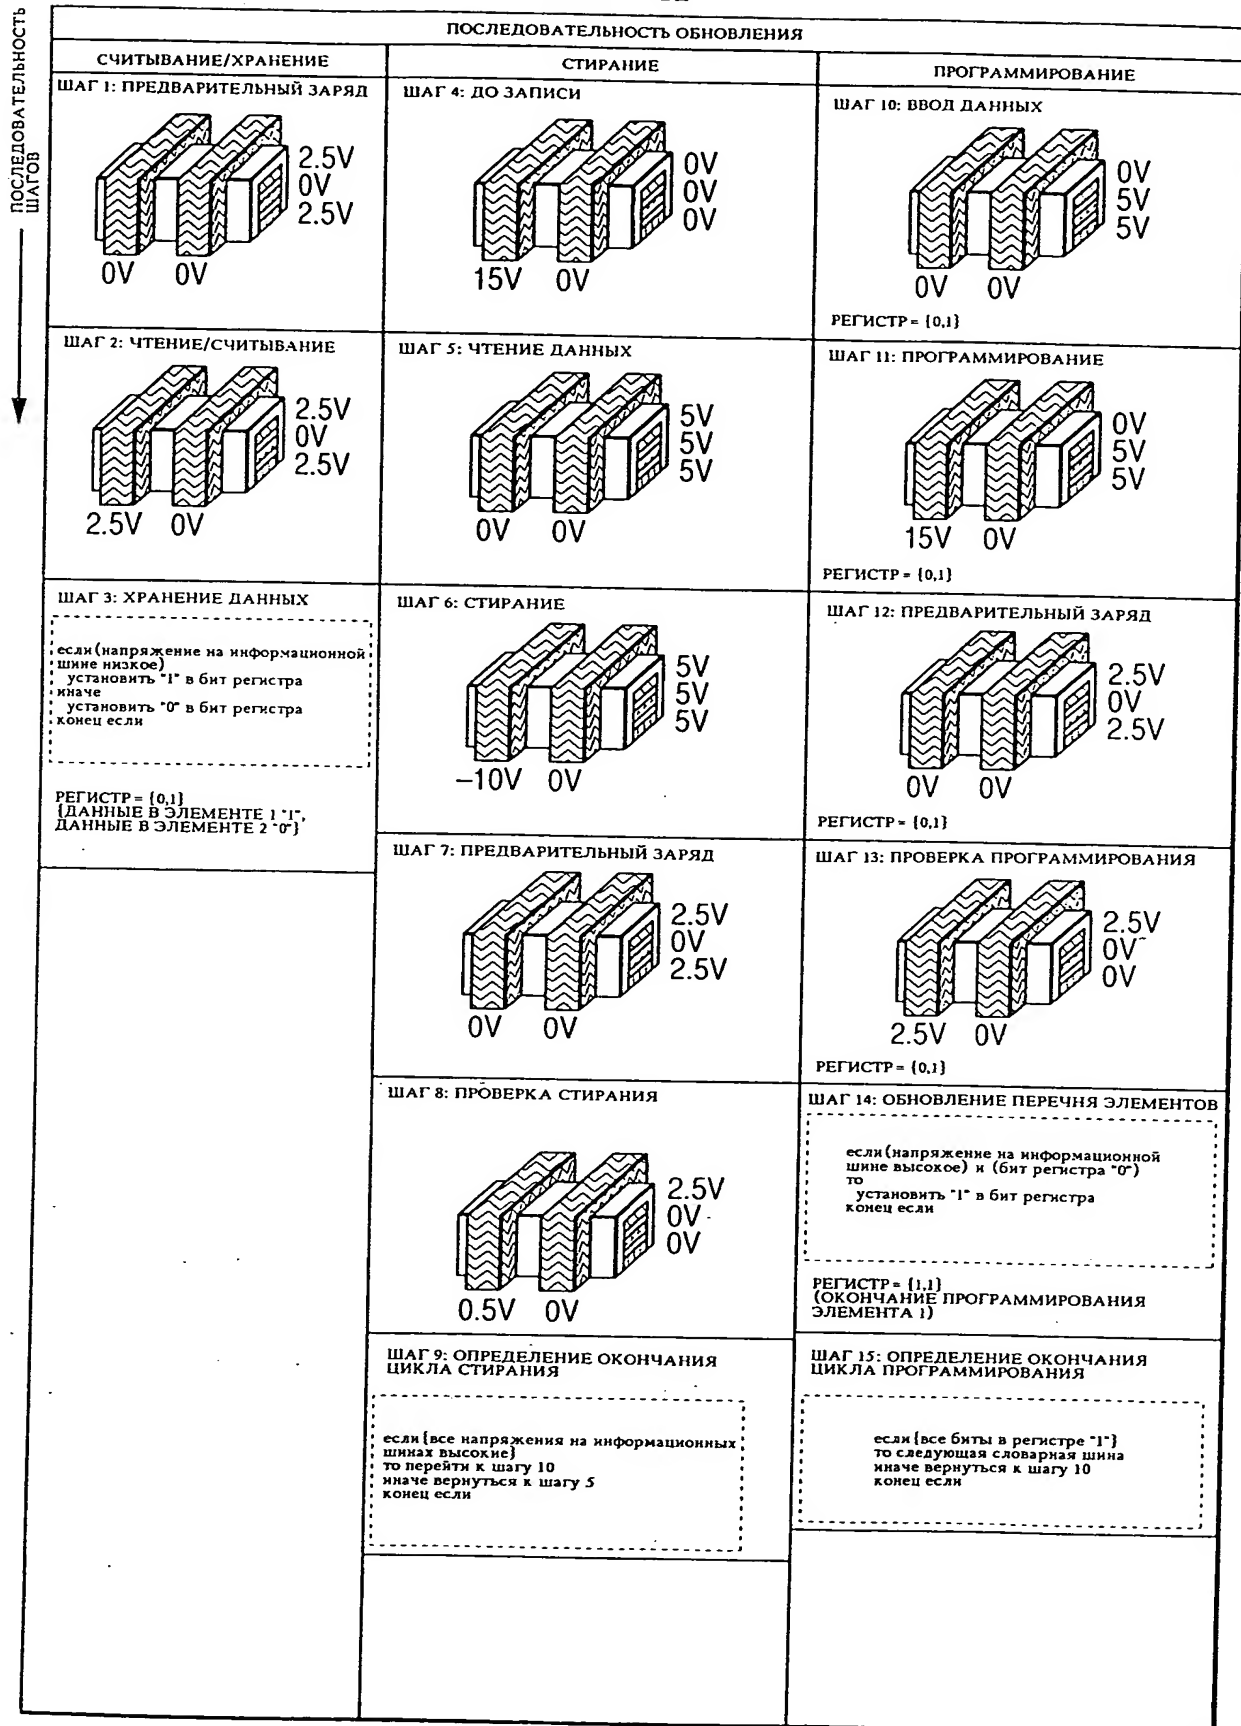 ПОСЛЕДОВАТЕЛЬНОСТЬ
ШАГОВ
ПОСЛЕДОВАТЕЛЬНОСТЬ ОБНОВЛЕНИЯ
СЧИТЫВАНИЕ/ХРАНЕНИЕ
ШАГ 1: ПРЕДВАРИТЕЛЬНЫЙ ЗАРЯД
2.5V
0V
2.5V
0V 0V
ШАГ 2: ЧТЕНИЕ/СЧИТЫВАНИЕ
2.5V
0V
2.5V
2.5V 0V
ШАГ 3: ХРАНЕНИЕ ДАННЫХ
если (напряжение на информационной
шине низкое)
установить "1" в бит регистра
иначе
установить "0" в бит регистра
конец если
РЕГИСТР = {0,1}
{ДАННЫЕ В ЭЛЕМЕНТЕ 1 "1",
ДАННЫЕ В ЭЛЕМЕНТЕ 2 "0"}
СТИРАНИЕ
ШАГ 4: ДО ЗАПИСИ
0V
0V
0V
15V 0V
ШАГ 5: ЧТЕНИЕ ДАННЫХ
5V
5V
5V
0V 0V
ШАГ 6: СТИРАНИЕ
5V
5V
5V
–10V 0V
ШАГ 7: ПРЕДВАРИТЕЛЬНЫЙ ЗАРЯД
2.5V
0V
2.5V
0V 0V
ШАГ 8: ПРОВЕРКА СТИРАНИЯ
2.5V
0V
0V
0.5V 0V
ШАГ 9: ОПРЕДЕЛЕНИЕ ОКОНЧАНИЯ
ЦИКЛА СТИРАНИЯ
если {все напряжения на информационных
шинах высокие}
то перейти к шагу 10
иначе вернуться к шагу 5
конец если
ПРОГРАММИРОВАНИЕ
ШАГ 10: ВВОД ДАННЫХ
0V
5V
5V
0V 0V
РЕГИСТР = {0,1}
ШАГ 11: ПРОГРАММИРОВАНИЕ
0V
5V
5V
15V 0V
РЕГИСТР = {0,1}
ШАГ 12: ПРЕДВАРИТЕЛЬНЫЙ ЗАРЯД
2.5V
0V
2.5V
0V 0V
РЕГИСТР = {0,1}
ШАГ 13: ПРОВЕРКА ПРОГРАММИРОВАНИЯ
2.5V
0V
0V
2.5V 0V
РЕГИСТР = {0,1}
ШАГ 14: ОБНОВЛЕНИЕ ПЕРЕЧНЯ ЭЛЕМЕНТОВ
если (напряжение на информационной
шине высокое) и (бит регистра "0")
то
установить "1" в бит регистра
конец если
РЕГИСТР = {1,1}
(ОКОНЧАНИЕ ПРОГРАММИРОВАНИЯ
ЭЛЕМЕНТА 1)
ШАГ 15: ОПРЕДЕЛЕНИЕ ОКОНЧАНИЯ
ЦИКЛА ПРОГРАММИРОВАНИЯ
если {все биты в регистре "1"}
то следующая словарная шина
иначе вернуться к шагу 10
конец если